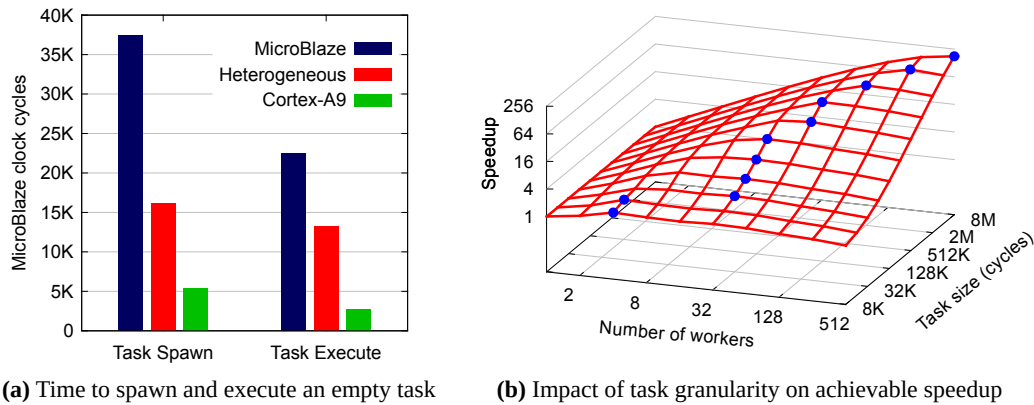 40K
35K
30K
25K
20K
15K
10K
5K
0
MicroBlaze clock cycles
MicroBlaze
Heterogeneous
Cortex-A9
Task Spawn
Task Execute
(a) Time to spawn and execute an empty task
256
64
16
4
1
Speedup
2
8
32
128
512
Number of workers
8M
2M
512K
128K
32K
8K
Task size (cycles)
(b) Impact of task granularity on achievable speedup